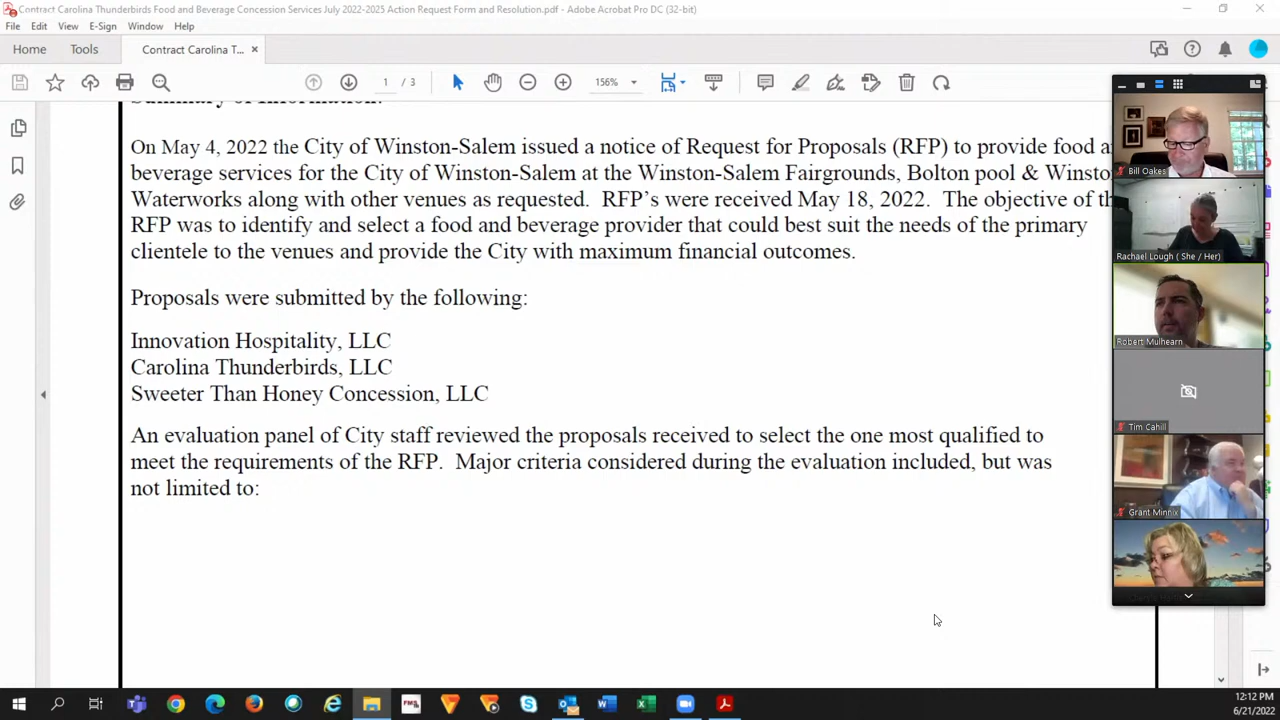 Contract Carolina Thunderbirds Food and Beverage Concession Services July 2022-2025 Action Request Form and Resolution.pdf - Adobe Acrobat Pro DC (32-bit)
File Edit View E-Sign Window Help
Home Tools Contract Carolina T...
1 / 3 156%
Summary of Information:
On May 4, 2022 the City of Winston-Salem issued a notice of Request for Proposals (RFP) to provide food a
beverage services for the City of Winston-Salem at the Winston-Salem Fairgrounds, Bolton pool & Winsto
Waterworks along with other venues as requested. RFP's were received May 18, 2022. The objective of th
RFP was to identify and select a food and beverage provider that could best suit the needs of the primary
clientele to the venues and provide the City with maximum financial outcomes.
Proposals were submitted by the following:
Innovation Hospitality, LLC
Carolina Thunderbirds, LLC
Sweeter Than Honey Concession, LLC
An evaluation panel of City staff reviewed the proposals received to select the one most qualified to
meet the requirements of the RFP. Major criteria considered during the evaluation included, but was
not limited to:
Bill Oakes
Rachael Lough ( She / Her)
Robert Mulhearn
Tim Cahill
Grant Minnix
FMS
12:12 PM
6/21/2022